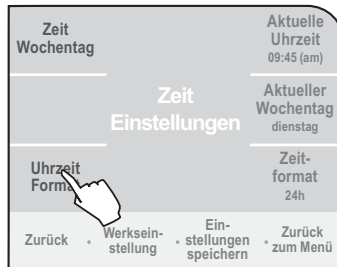 Zeit
Wochentag
Uhrzeit
Format
Zeit
Einstellungen
Aktuelle
Uhrzeit
09:45 (am)
Aktueller
Wochentag
dienstag
Zeit-
format
24h
Zurück
• Werksein-
stellung
• Ein-
stellungen
speichern
• Zurück
zum Menü